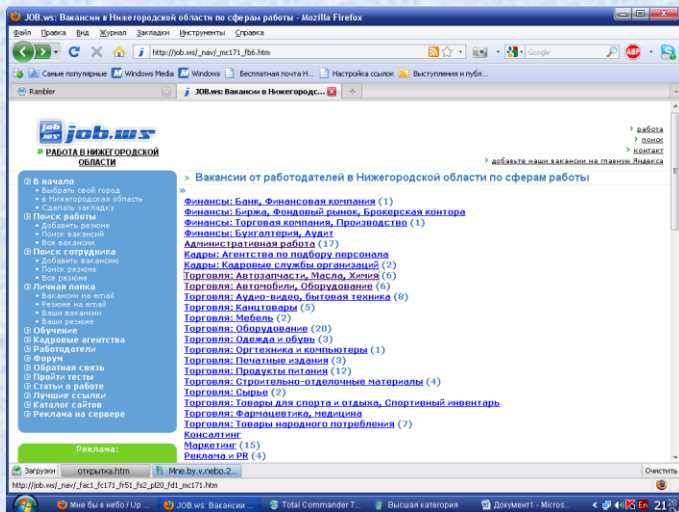 JOB.ws: Вакансии в Нижегородской области по сферам работы - Mozilla Firefox
Файл Правка Вид Журнал Закладки Инструменты Справка
http://job.ws/_nav/_mc171_fb6.htm
Google
ABP
Самые популярные Windows Media Windows Бесплатная почта H... Настройка ссылок Выступления и публ...
Rambler
JOB.ws: Вакансии в Нижегородс...
job ws job.ws
РАБОТА В НИЖЕГОРОДСКОЙ ОБЛАСТИ
работа
поиск
контакт
добавьте наши вакансии на главную Яндекса
В начало
• Выбрать свой город
• в Нижегородская область
• Сделать закладку
Поиск работы
• Добавить резюме
• Поиск вакансий
• Все вакансии
Поиск сотрудника
• Добавить вакансию
• Поиск резюме
• Все резюме
Личная папка
• Вакансии на email
• Резюме на email
• Ваши вакансии
• Ваши резюме
Обучение
Кадровые агентства
Работодатели
Форум
Обратная связь
Пройти тесты
Статьи о работе
Лучшие ссылки
Каталог сайтов
Реклама на сервере
Реклама:
» Вакансии от работодателей в Нижегородской области по сферам работы
»
Финансы: Банк, Финансовая компания (1)
Финансы: Биржа, Фондовый рынок, Брокерская контора
Финансы: Торговая компания, Производство (1)
Финансы: Бухгалтерия, Аудит
Административная работа (17)
Кадры: Агентства по подбору персонала
Кадры: Кадровые службы организаций (2)
Торговля: Автозапчасти, Масла, Химия (6)
Торговля: Автомобили, Оборудование (6)
Торговля: Аудио-видео, бытовая техника (8)
Торговля: Канцтовары (5)
Торговля: Мебель (2)
Торговля: Оборудование (20)
Торговля: Одежда и обувь (3)
Торговля: Оргтехника и компьютеры (1)
Торговля: Печатные издания (3)
Торговля: Продукты питания (12)
Торговля: Строительно-отделочные материалы (4)
Торговля: Сырье (2)
Торговля: Товары для спорта и отдыха, Спортивный инвентарь
Торговля: Фармацевтика, медицина
Торговля: Товары народного потребления (7)
Консалтинг
Маркетинг (15)
Реклама и PR (4)
Загрузки открытка.htm Mne.by.v.nebo.2... Очистить
http://job.ws/_nav/_fac1_fc171_fr51_fs2_pl20_fd1_mc171.htm
Мне бы в небо / Up ... JOB.ws: Вакансии ... Total Commander 7... Высшая категория Документ1 - Micros... En